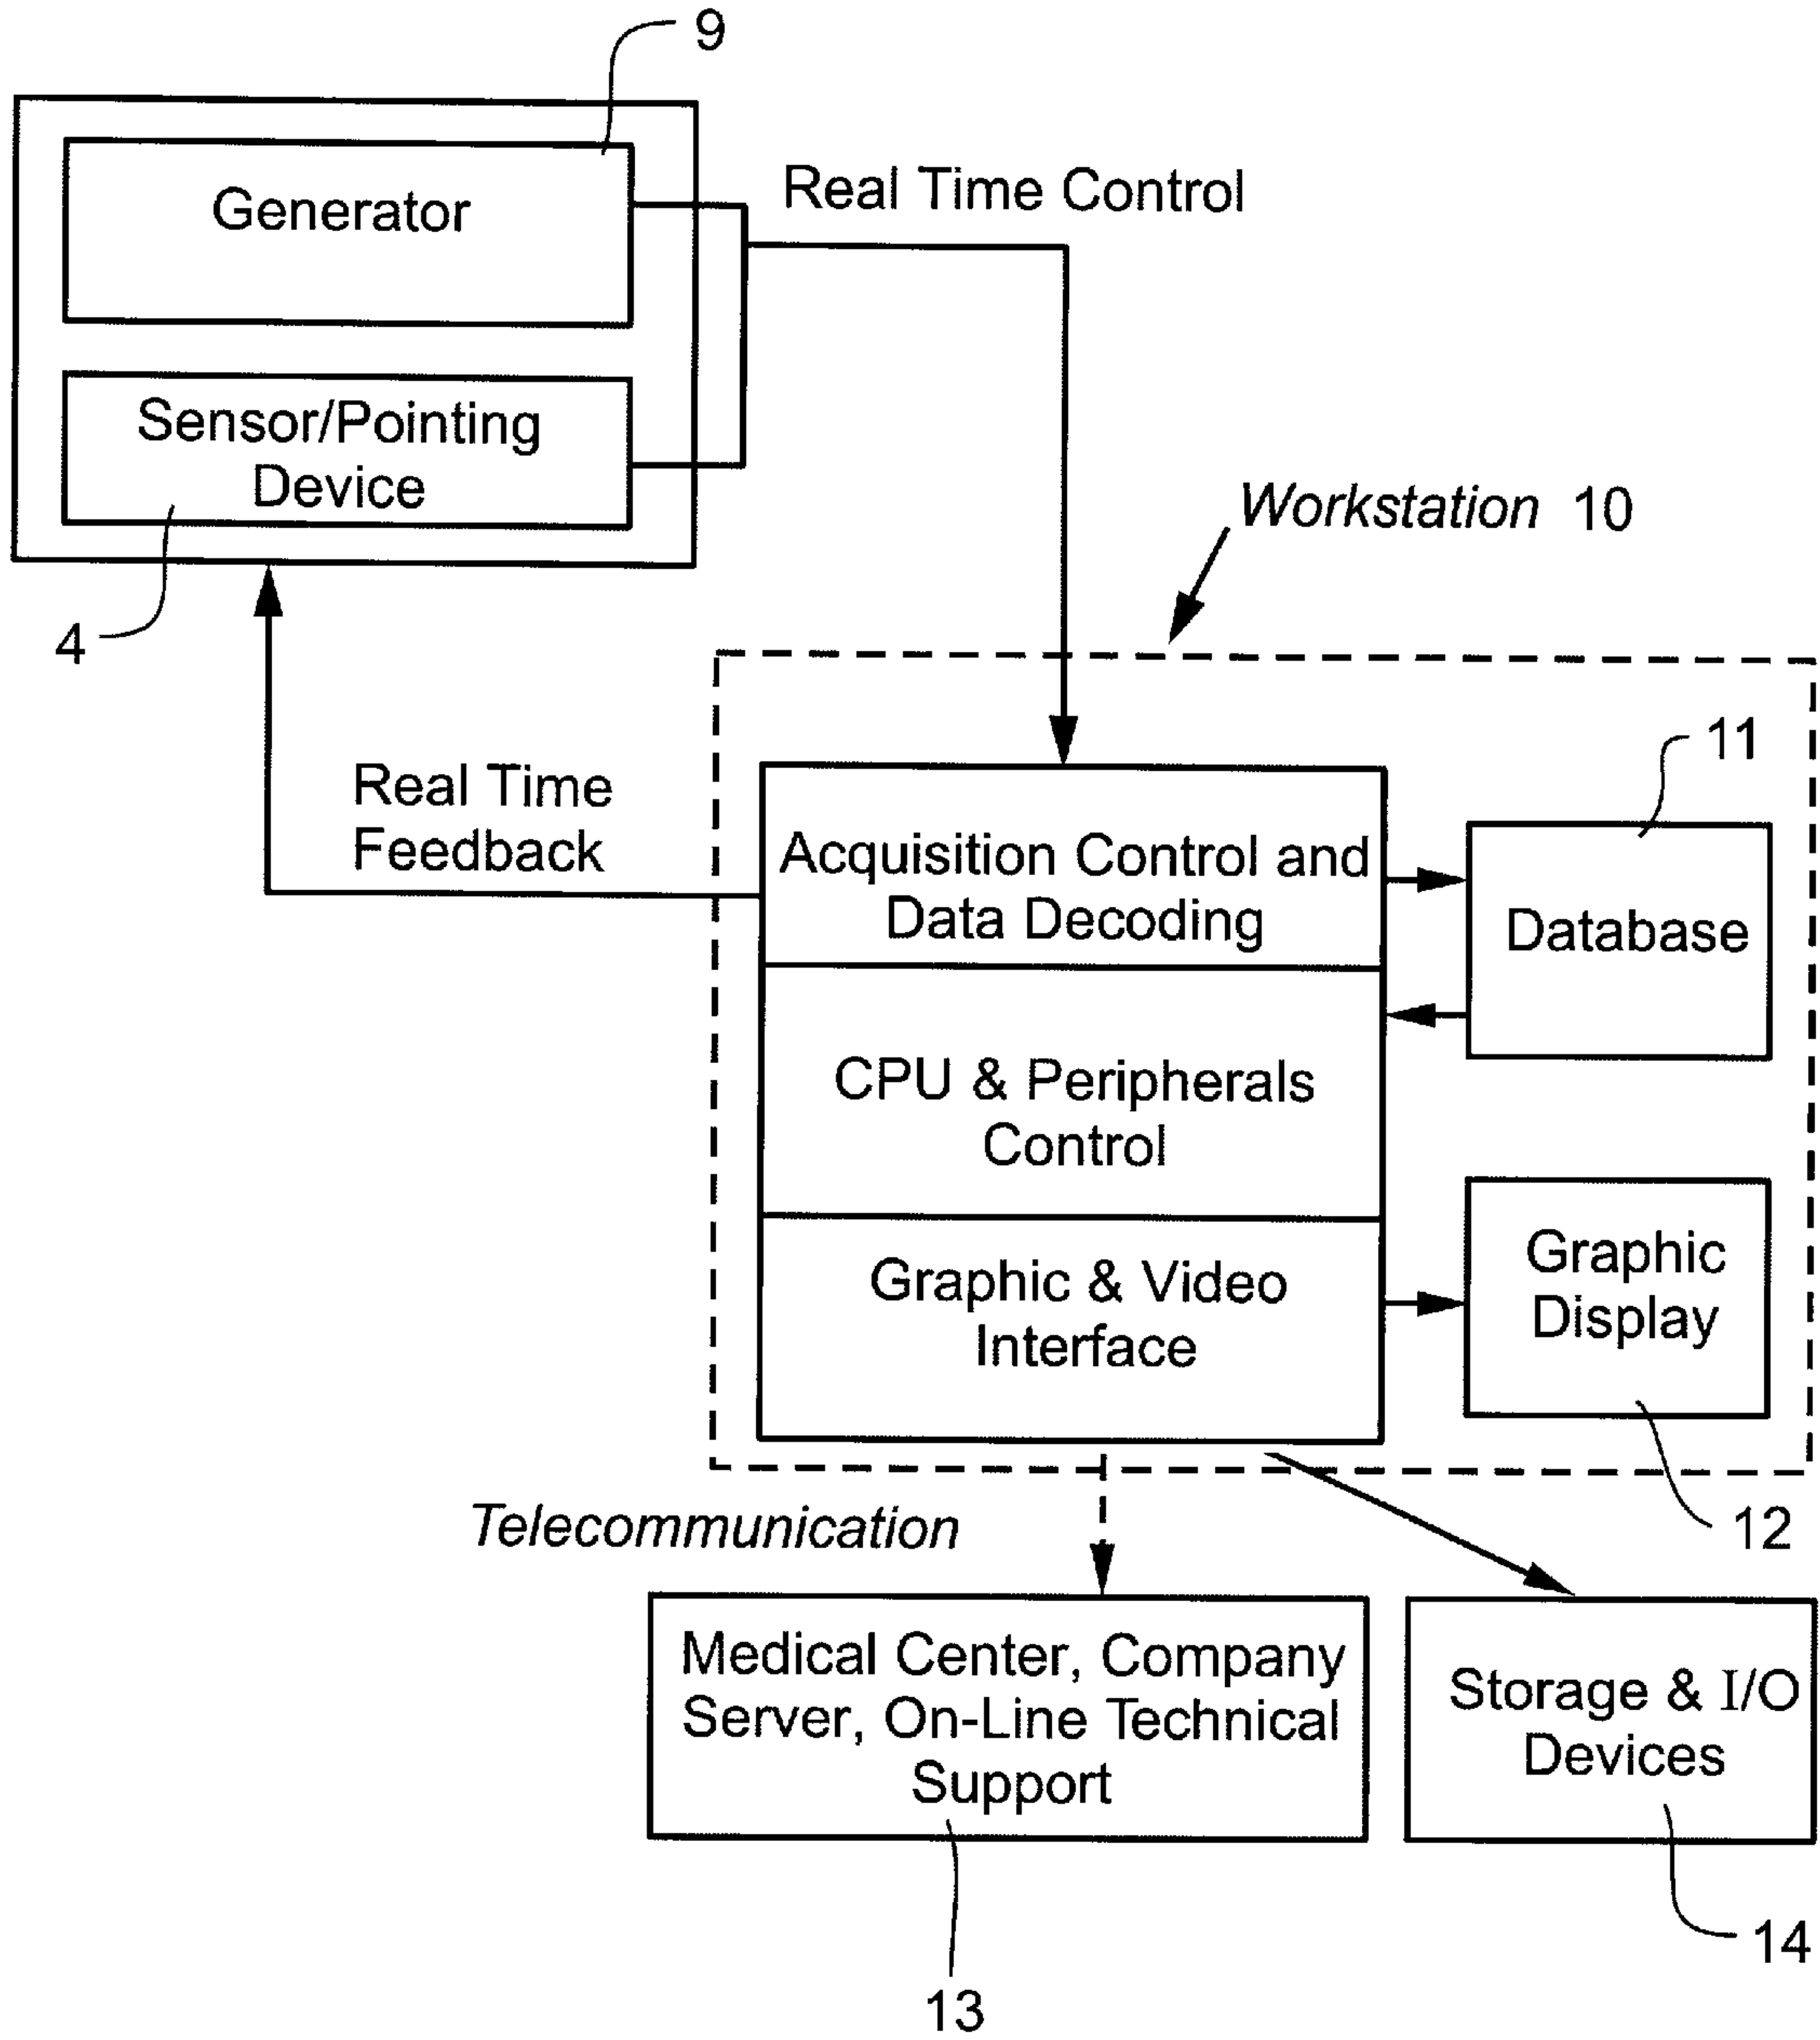 9
Generator
Real Time Control
Sensor/Pointing
Device
4
Workstation 10
Real Time
Feedback
Acquisition Control and
Data Decoding
11
Database
CPU & Peripherals
Control
Graphic & Video
Interface
Graphic
Display
12
Telecommunication
Medical Center, Company
Server, On-Line Technical
Support
13
Storage & I/O
Devices
14